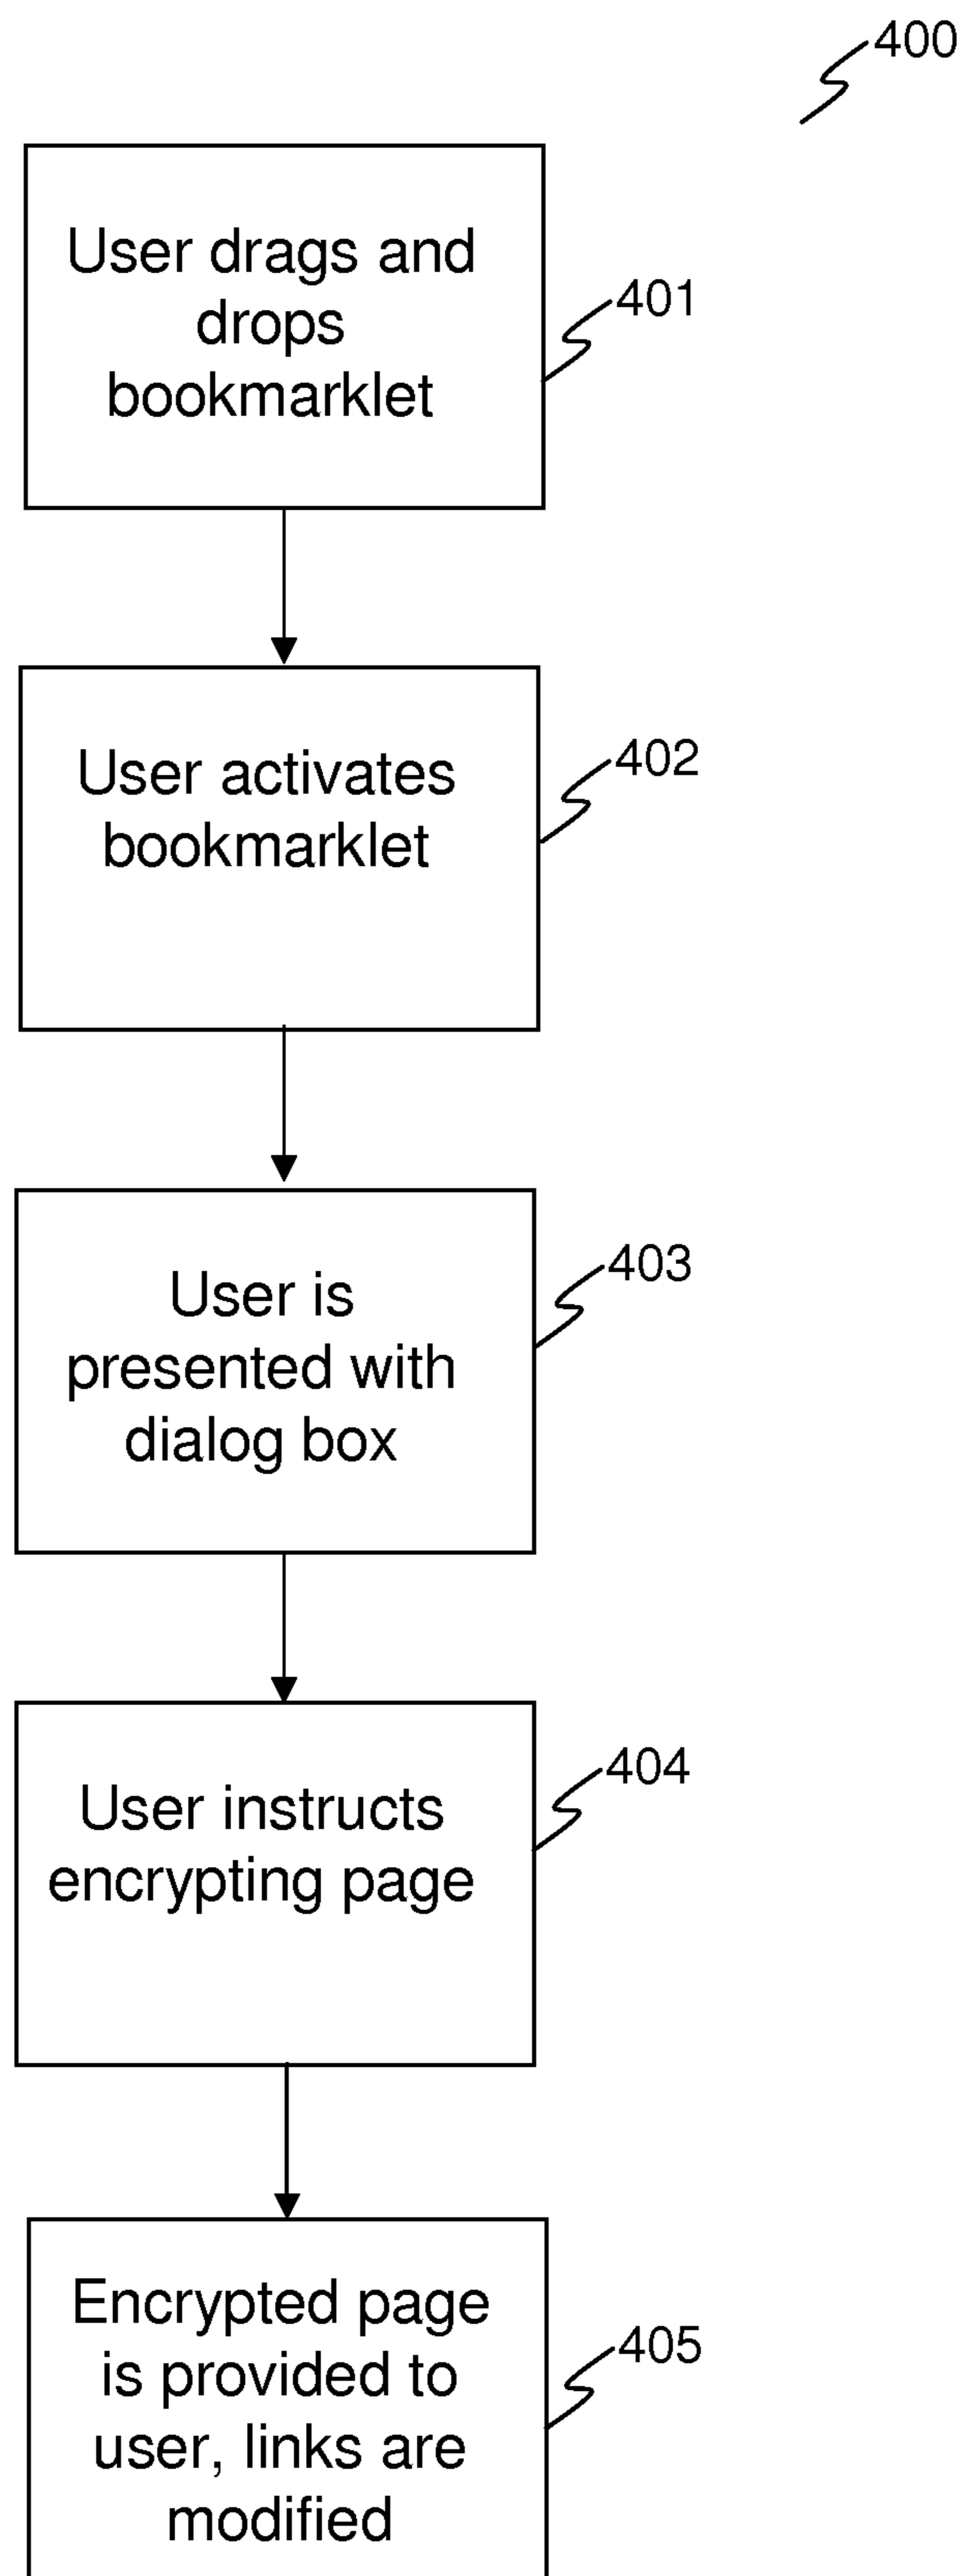 400
User drags and
drops
bookmarklet
401
User activates
bookmarklet
402
User is
presented with
dialog box
403
User instructs
encrypting page
404
Encrypted page
is provided to
user, links are
modified
405